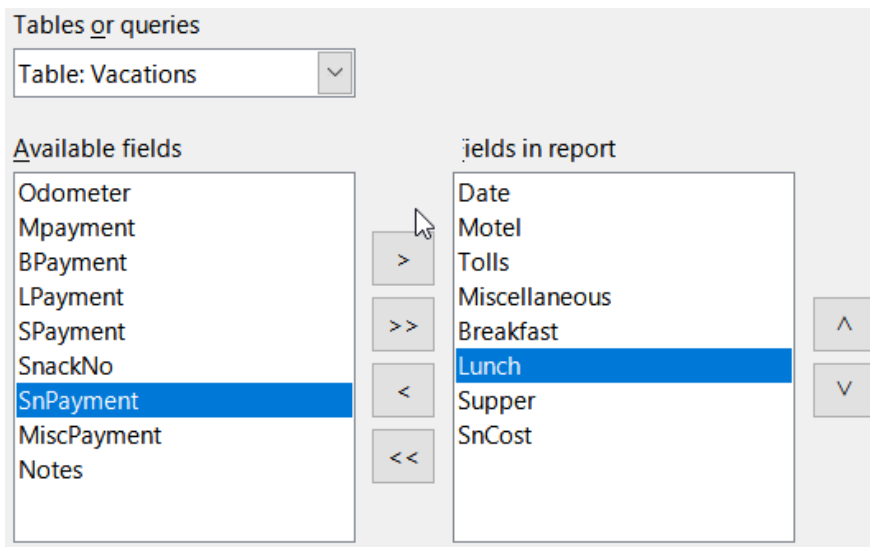 Tables or queries
Table: Vacations
Available fields
ields in report
Odometer
Mpayment
BPayment
LPayment
SPayment
SnackNo
SnPayment
MiscPayment
Notes
>
>>
<
<<
Date
Motel
Tolls
Miscellaneous
Breakfast
Lunch
Supper
SnCost